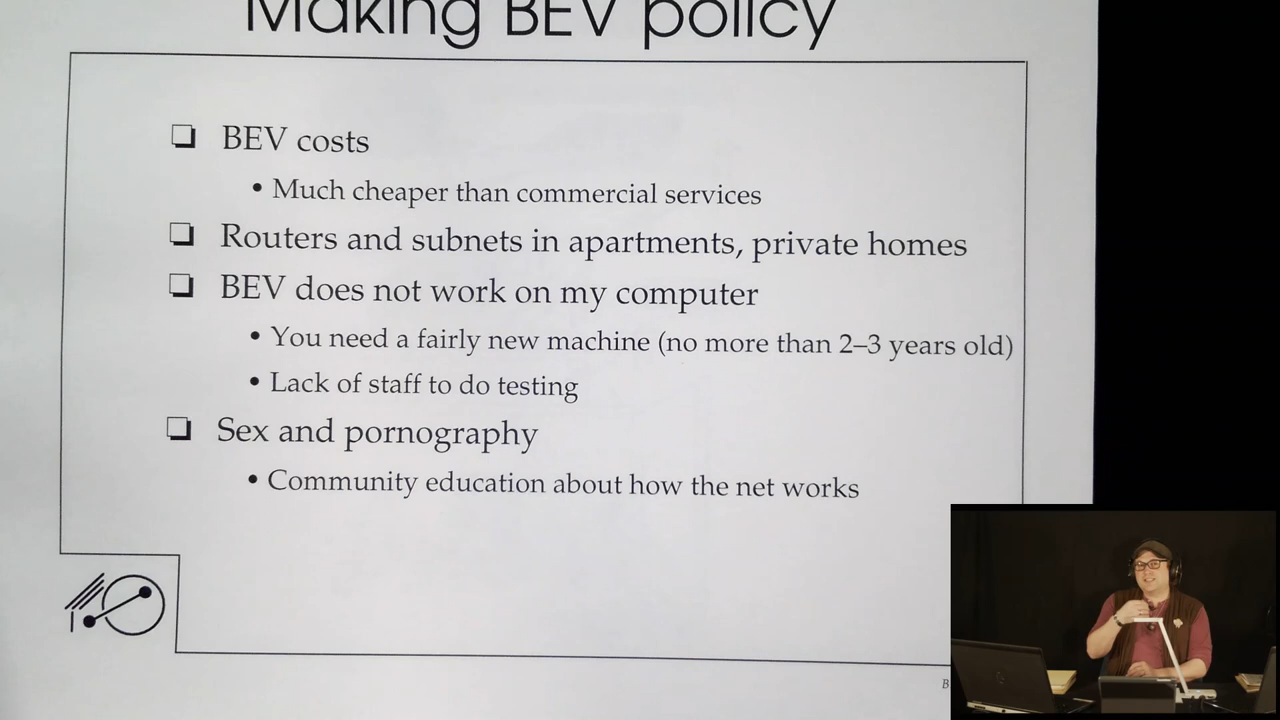 Making BEV policy
❏ BEV costs
• Much cheaper than commercial services
❏ Routers and subnets in apartments, private homes
❏ BEV does not work on my computer
• You need a fairly new machine (no more than 2–3 years old)
• Lack of staff to do testing
❏ Sex and pornography
• Community education about how the net works
B